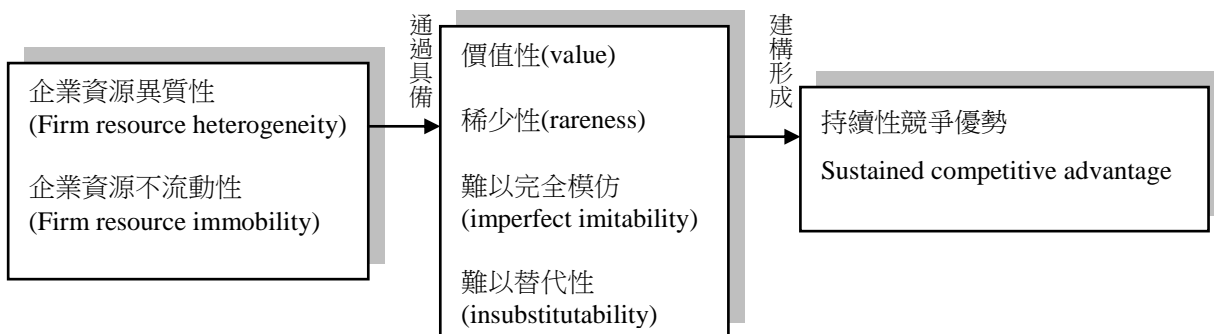 企業資源異質性
(Firm resource heterogeneity)
企業資源不流動性
(Firm resource immobility)
通過具備
價值性(value)
稀少性(rareness)
難以完全模仿
(imperfect imitability)
難以替代性
(insubstitutability)
建構形成
持續性競爭優勢
Sustained competitive advantage